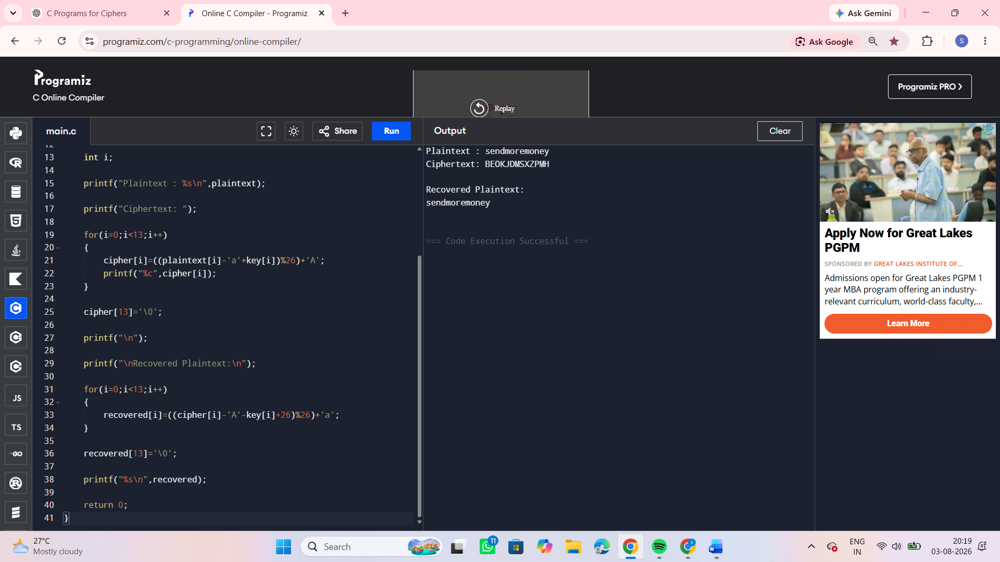 C Programs for Ciphers
Online C Compiler - Programiz
Ask Gemini
programiz.com/c-programming/online-compiler/
Ask Google
S
Programiz
C Online Compiler
Replay
Programiz PRO
main.c
Share
Run
Output
Clear
12
13 int i;
14
15 printf("Plaintext : %s\n",plaintext);
16
17 printf("Ciphertext: ");
18
19 for(i=0;i<13;i++)
20 {
21 cipher[i]=((plaintext[i]-'a'+key[i])%26)+'A';
22 printf("%c",cipher[i]);
23 }
24
25 cipher[13]='\0';
26
27 printf("\n");
28
29 printf("\nRecovered Plaintext:\n");
30
31 for(i=0;i<13;i++)
32 {
33 recovered[i]=((cipher[i]-'A'-key[i]+26)%26)+'a';
34 }
35
36 recovered[13]='\0';
37
38 printf("%s\n",recovered);
39
40 return 0;
41 }
Plaintext : sendmoremoney
Ciphertext: BEOKJDMSXZPMH
Recovered Plaintext:
sendmoremoney
=== Code Execution Successful ===
JS
TS
GO
Apply Now for Great Lakes
PGPM
SPONSORED BY GREAT LAKES INSTITUTE OF...
Admissions open for Great Lakes PGPM 1
year MBA program offering an industry-
relevant curriculum, world-class faculty,...
Learn More
27°C
Mostly cloudy
Search
11
ENG
IN
20:19
03-08-2026